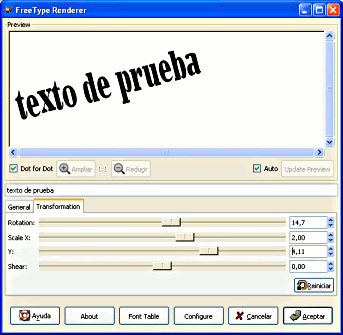 FreeType Renderer
Preview
texto de prueba
Dot for Dot
Ampliar
1:1
Reducir
Auto
Update Preview
texto de prueba
General
Transformation
Rotation:
14,7
Scale X:
2,00
Y:
4,11
Shear:
0,00
Reiniciar
Ayuda
About
Font Table
Configure
Cancelar
Aceptar